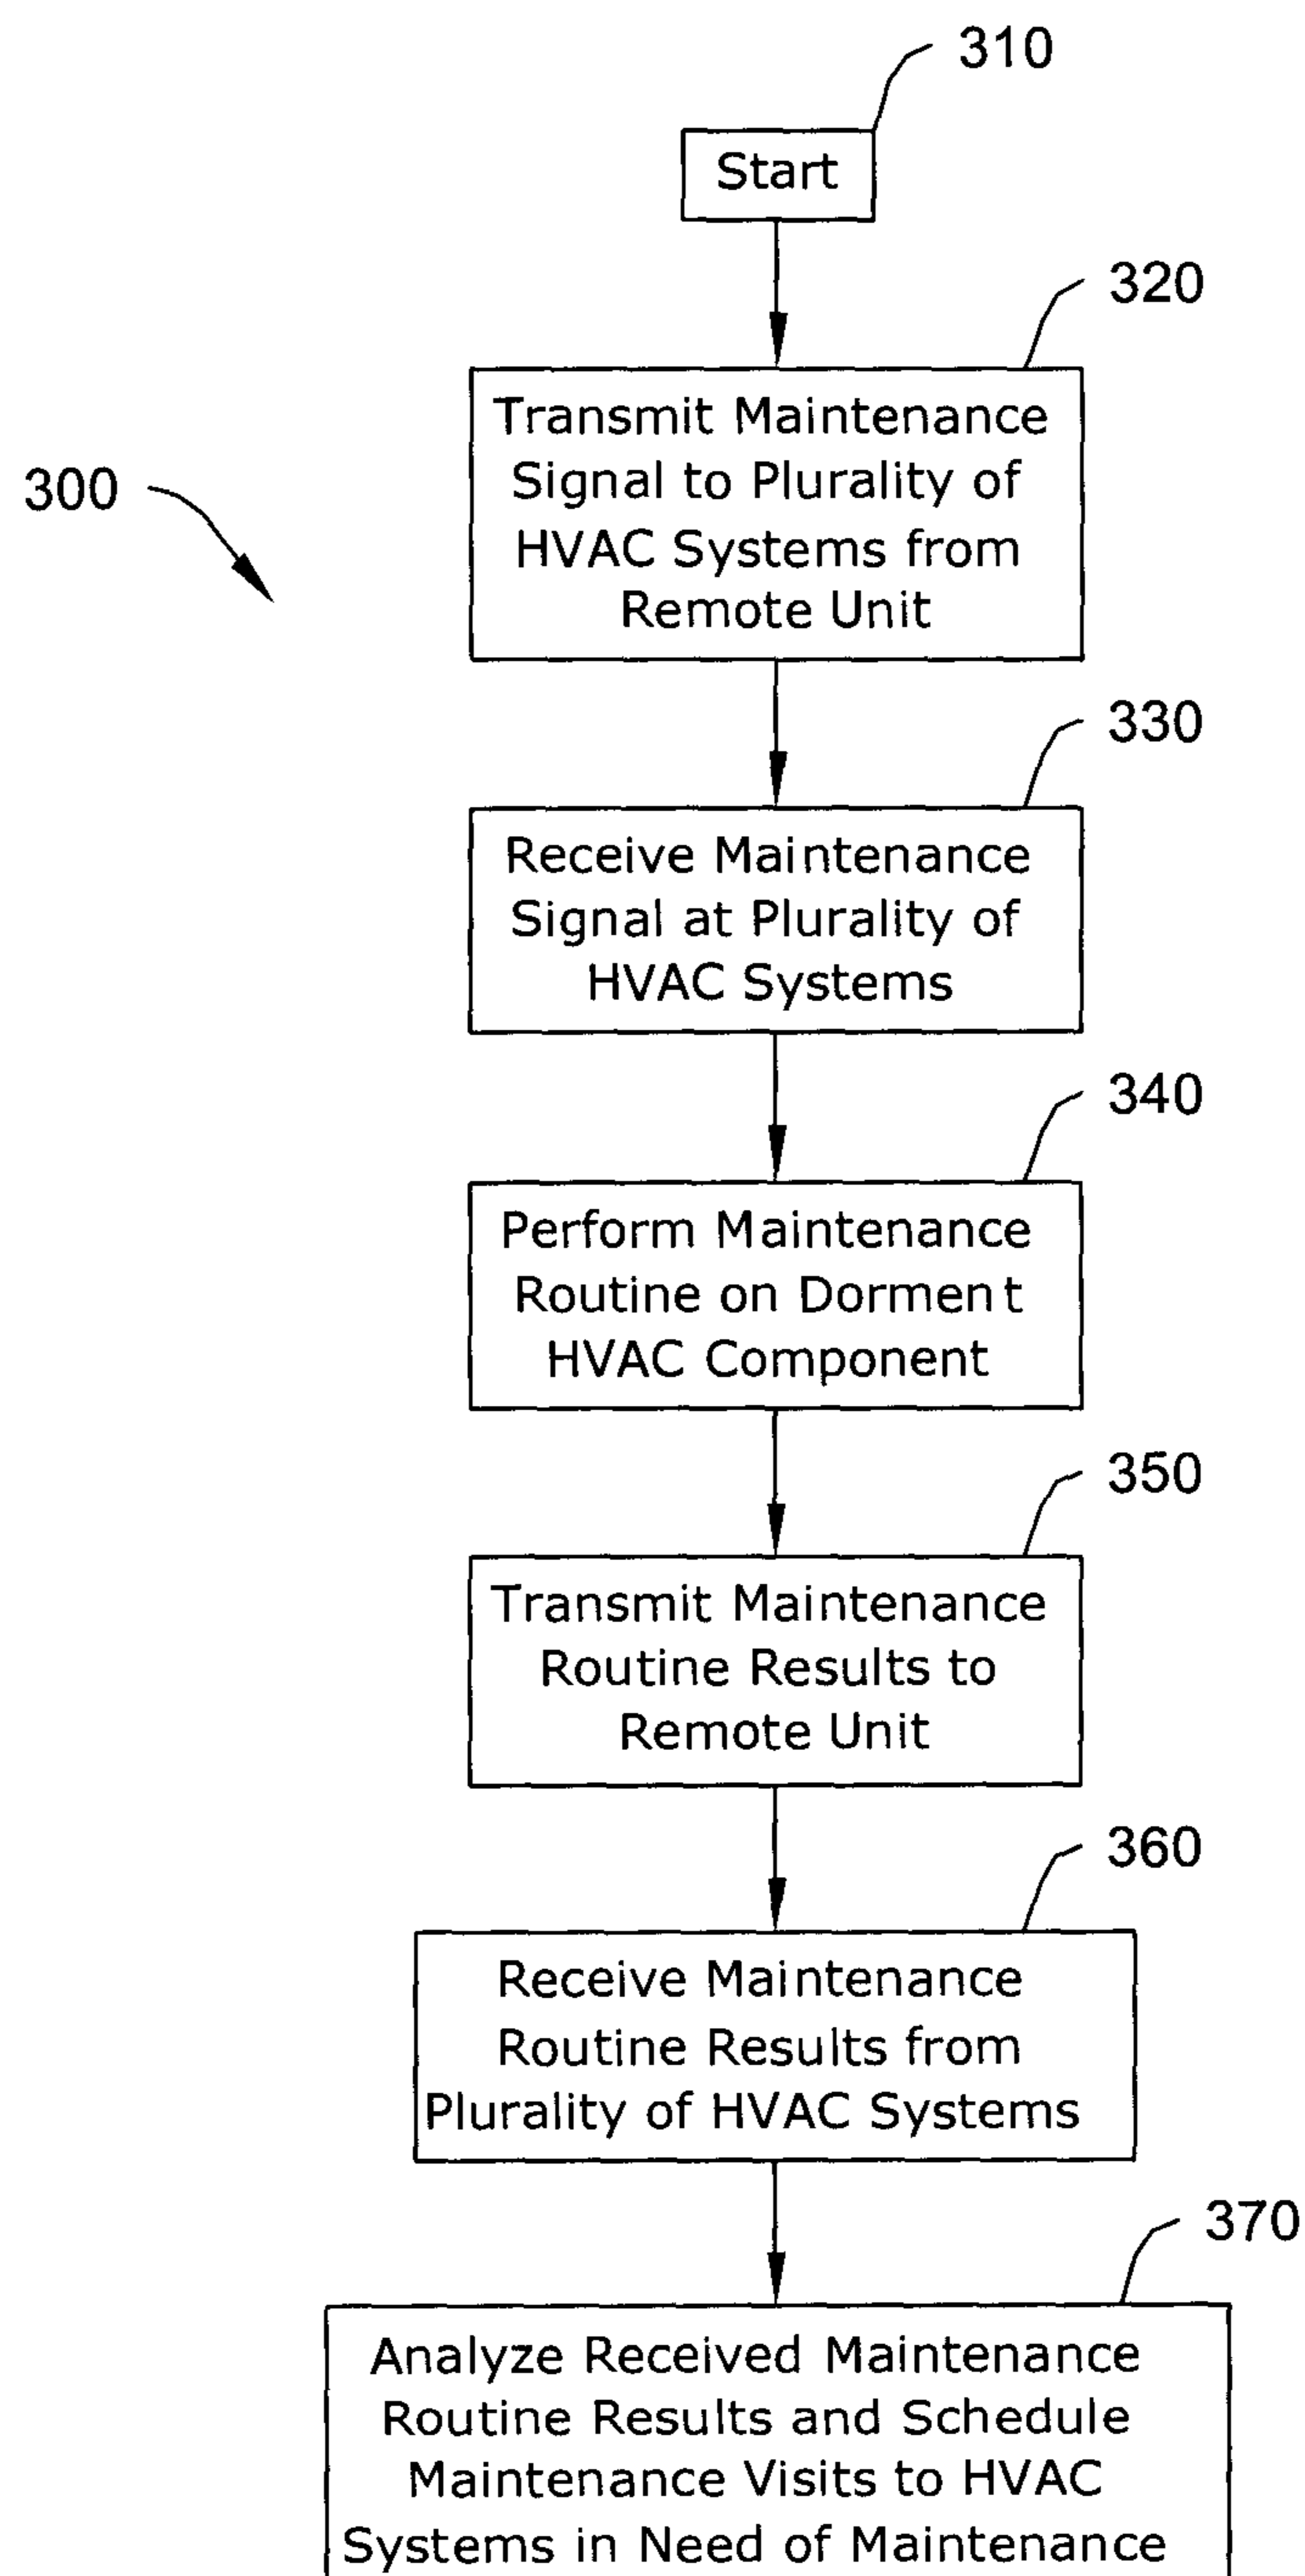 310
Start
320
Transmit Maintenance
Signal to Plurality of
HVAC Systems from
Remote Unit
300
330
Receive Maintenance
Signal at Plurality of
HVAC Systems
340
Perform Maintenance
Routine on Dorment
HVAC Component
350
Transmit Maintenance
Routine Results to
Remote Unit
360
Receive Maintenance
Routine Results from
Plurality of HVAC Systems
370
Analyze Received Maintenance
Routine Results and Schedule
Maintenance Visits to HVAC
Systems in Need of Maintenance